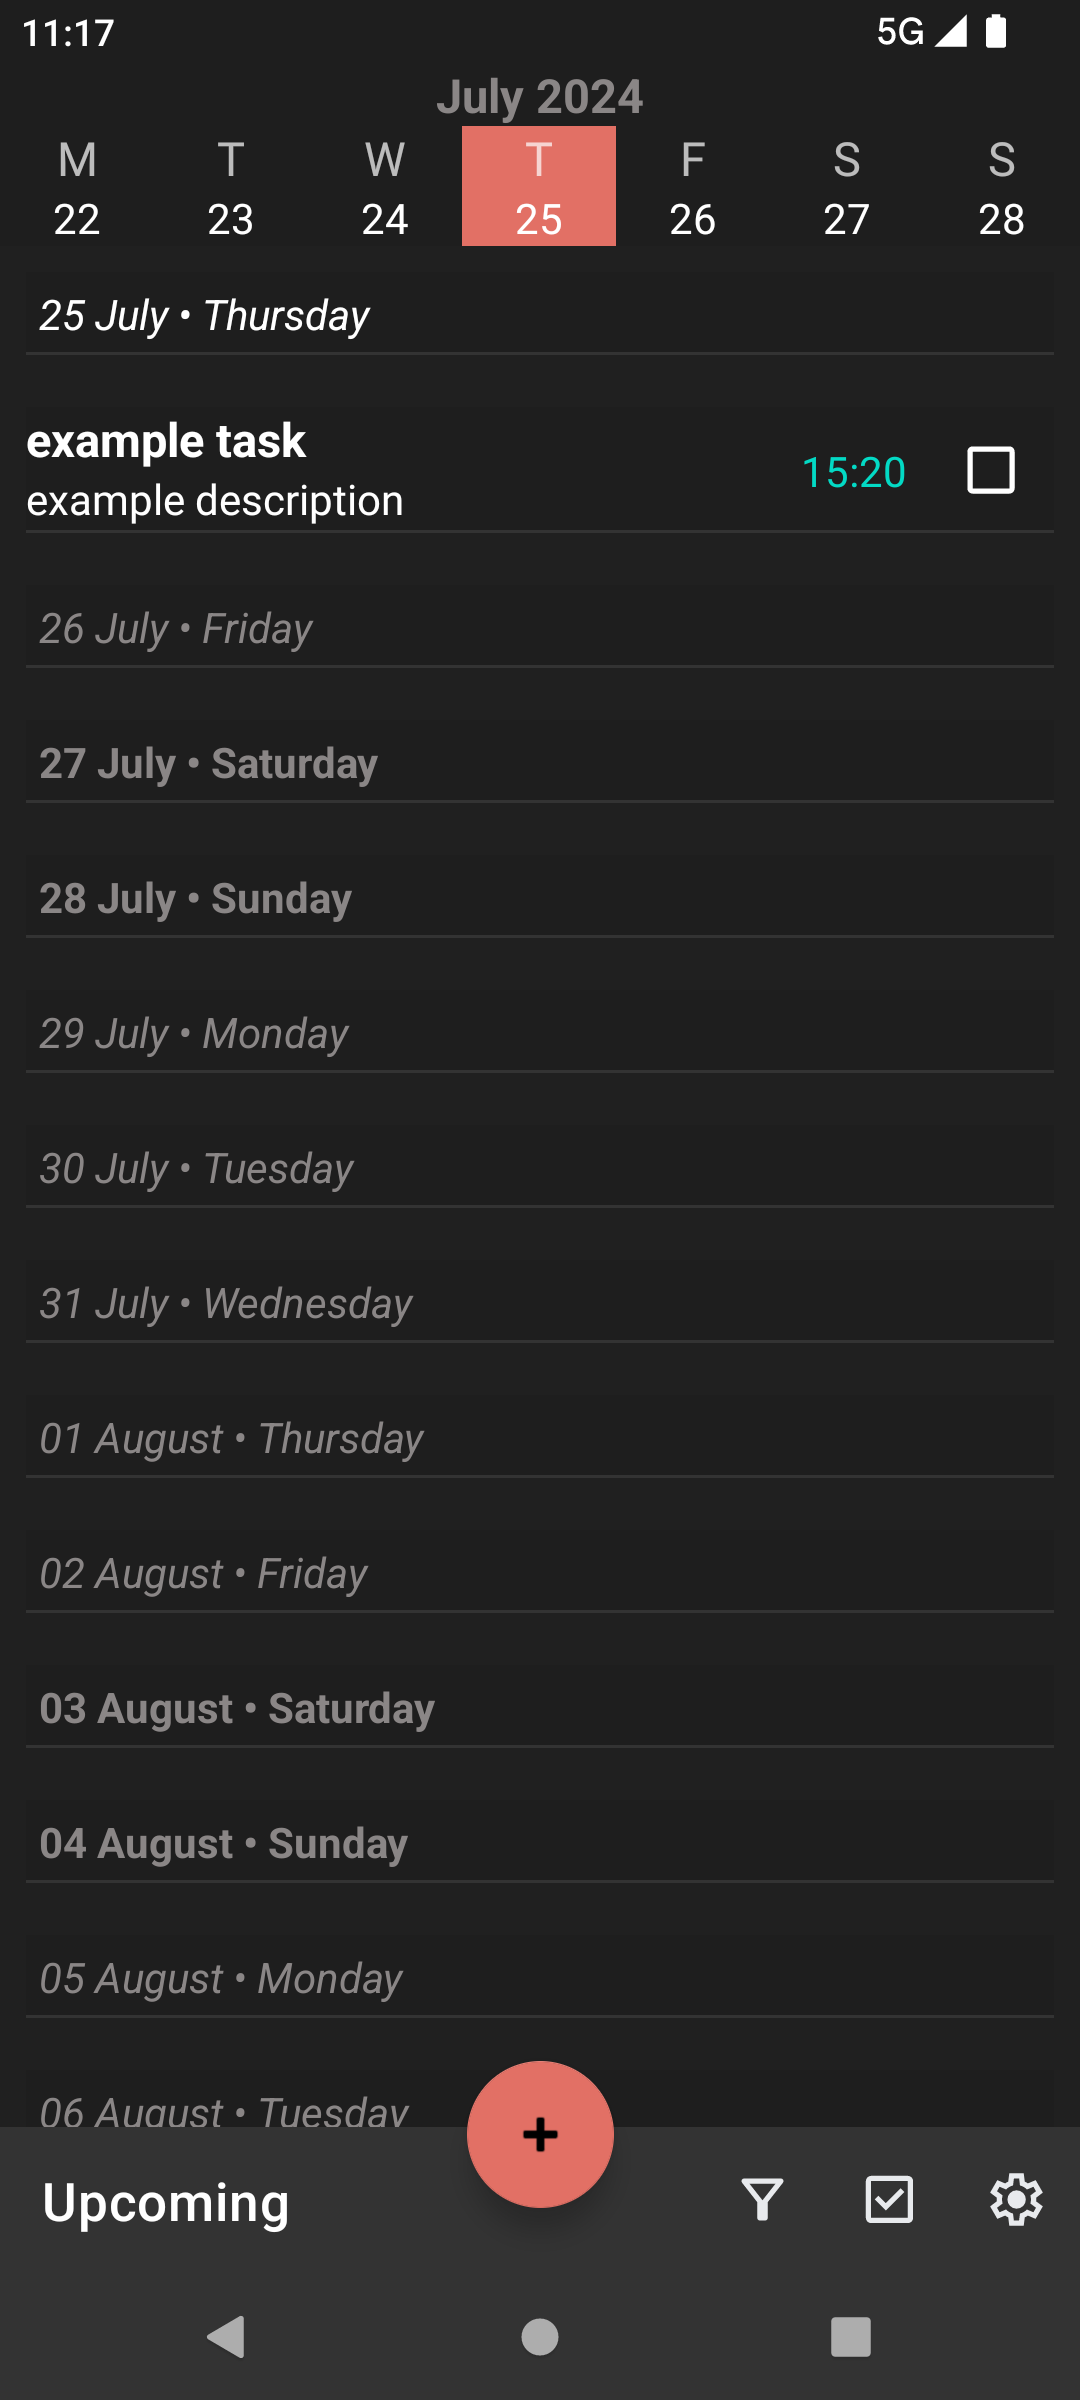 11:17 5G
July 2024
M T W T F S S
22 23 24 25 26 27 28
25 July • Thursday
example task
example description
15:20
26 July • Friday
27 July • Saturday
28 July • Sunday
29 July • Monday
30 July • Tuesday
31 July • Wednesday
01 August • Thursday
02 August • Friday
03 August • Saturday
04 August • Sunday
05 August • Monday
06 August • Tuesday
Upcoming